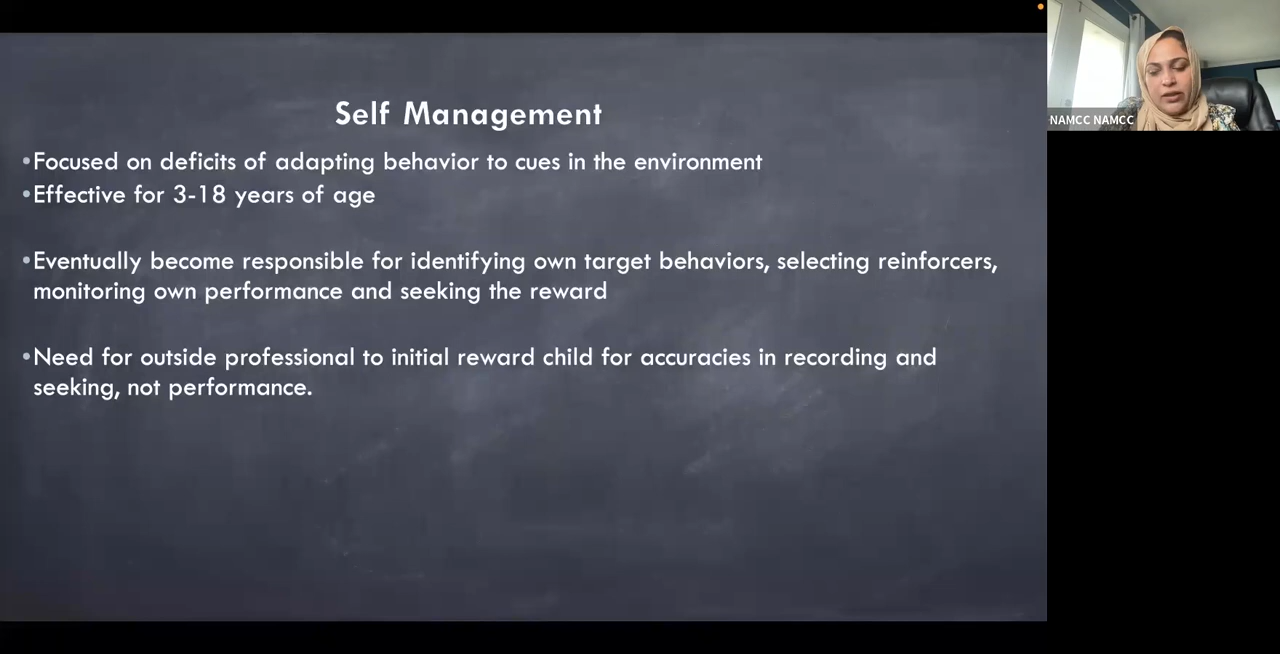 Self Management
•Focused on deficits of adapting behavior to cues in the environment
•Effective for 3-18 years of age
•Eventually become responsible for identifying own target behaviors, selecting reinforcers,
monitoring own performance and seeking the reward
•Need for outside professional to initial reward child for accuracies in recording and
seeking, not performance.
NAMCC NAMCC